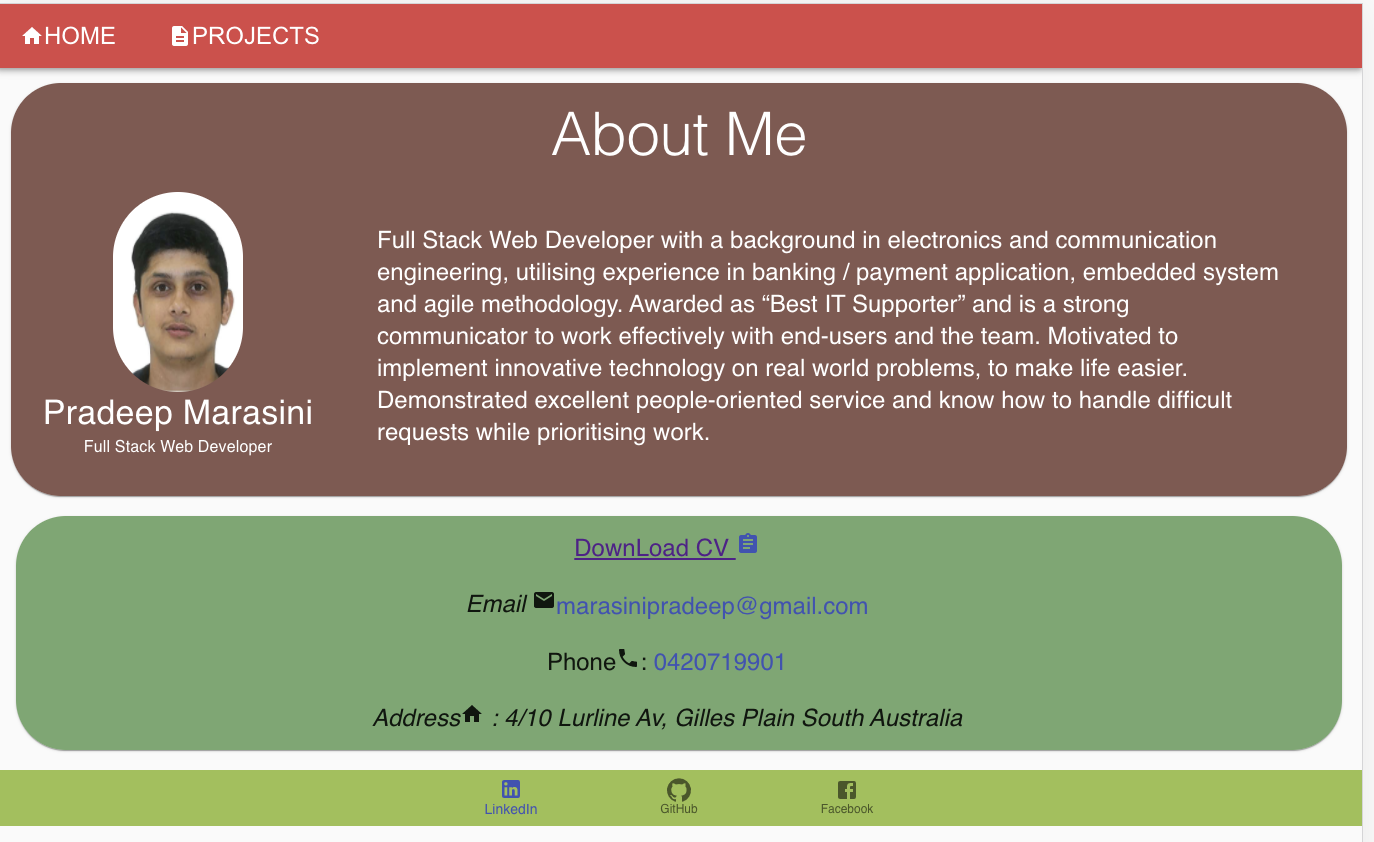 HOME PROJECTS
About Me
Full Stack Web Developer with a background in electronics and communication
engineering, utilising experience in banking / payment application, embedded system
and agile methodology. Awarded as “Best IT Supporter” and is a strong
communicator to work effectively with end-users and the team. Motivated to
implement innovative technology on real world problems, to make life easier.
Demonstrated excellent people-oriented service and know how to handle difficult
requests while prioritising work.
Pradeep Marasini
Full Stack Web Developer
DownLoad CV
Email marasinipradeep@gmail.com
Phone : 0420719901
Address : 4/10 Lurline Av, Gilles Plain South Australia
LinkedIn GitHub Facebook